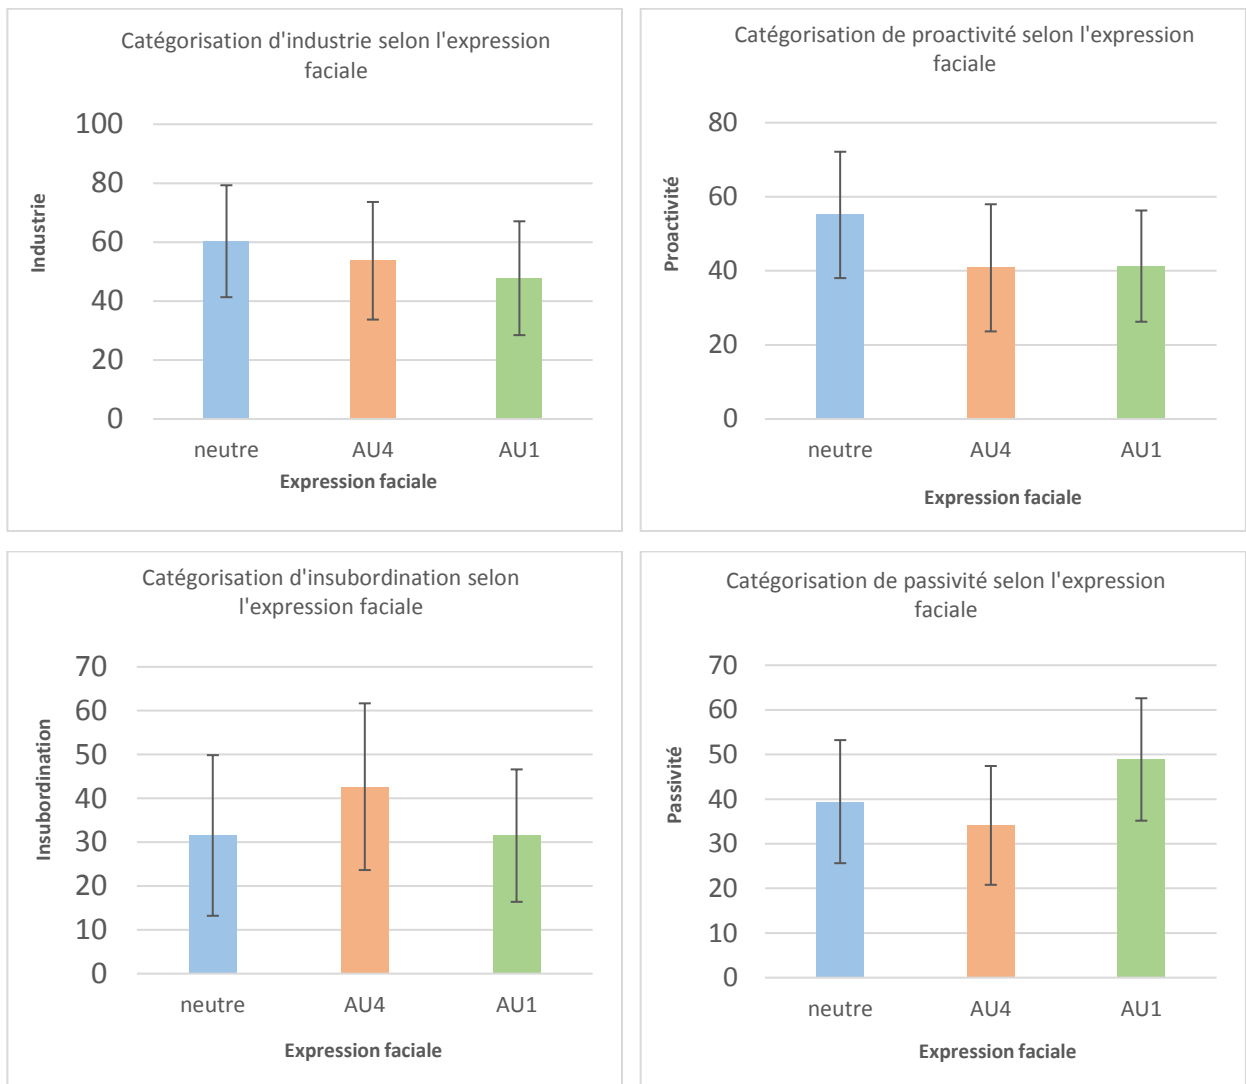 Catégorisation d'industrie selon l'expression
faciale
100
80
60
40
20
0
Industrie
neutre AU4 AU1
Expression faciale
Catégorisation de proactivité selon l'expression
faciale
80
60
40
20
0
Proactivité
neutre AU4 AU1
Expression faciale
Catégorisation d'insubordination selon
l'expression faciale
70
60
50
40
30
20
10
0
Insubordination
neutre AU4 AU1
Expression faciale
Catégorisation de passivité selon l'expression
faciale
70
60
50
40
30
20
10
0
Passivité
neutre AU4 AU1
Expression faciale